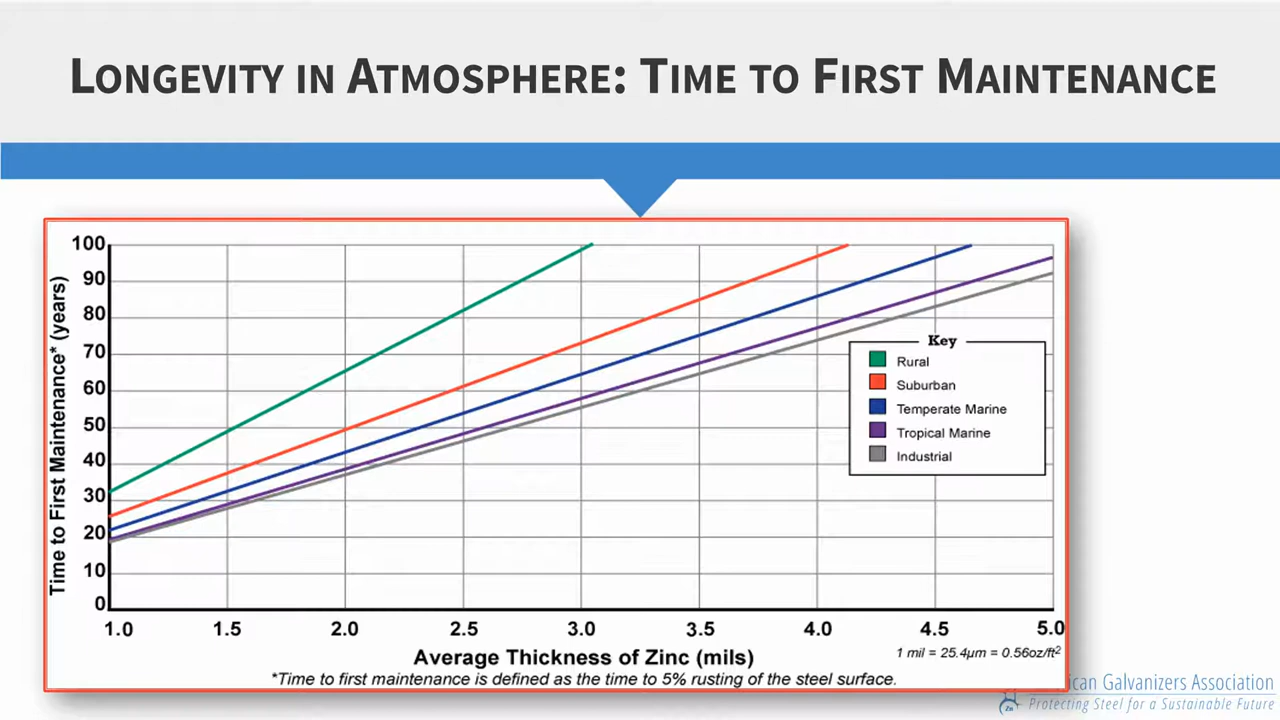 LONGEVITY IN ATMOSPHERE: TIME TO FIRST MAINTENANCE
Time to First Maintenance* (years)
100
90
80
70
60
50
40
30
20
10
0
1.0 1.5 2.0 2.5 3.0 3.5 4.0 4.5 5.0
Key
Rural
Suburban
Temperate Marine
Tropical Marine
Industrial
Average Thickness of Zinc (mils)
1 mil = 25.4µm = 0.56oz/ft²
*Time to first maintenance is defined as the time to 5% rusting of the steel surface.
Galvanizers Association
Zn
Protecting Steel for a Sustainable Future